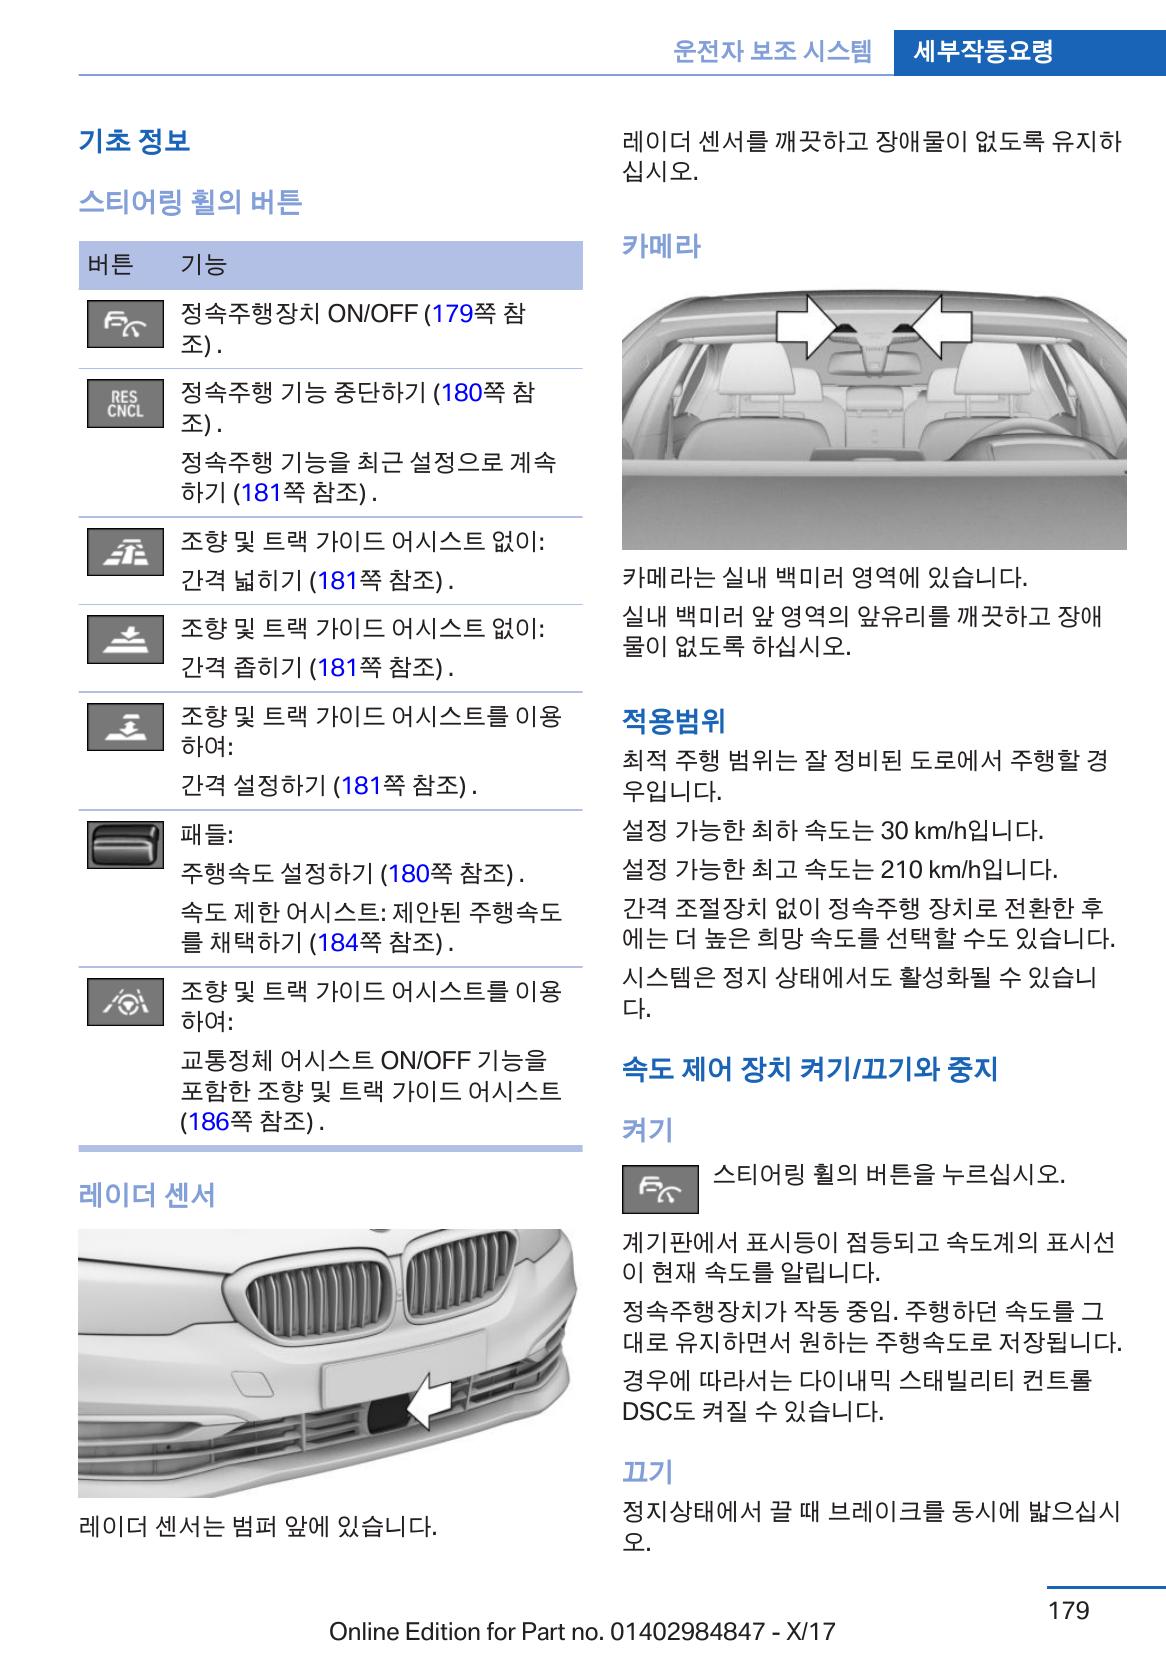 운전자 보조 시스템
세부작동요령
기초 정보
스티어링 휠의 버튼
버튼 기능
정속주행장치 ON/OFF (179쪽 참
조) .
RES
CNCL
정속주행 기능 중단하기 (180쪽 참
조) .
정속주행 기능을 최근 설정으로 계속
하기 (181쪽 참조) .
조향 및 트랙 가이드 어시스트 없이:
간격 넓히기 (181쪽 참조) .
조향 및 트랙 가이드 어시스트 없이:
간격 좁히기 (181쪽 참조) .
조향 및 트랙 가이드 어시스트를 이용
하여:
간격 설정하기 (181쪽 참조) .
패들:
주행속도 설정하기 (180쪽 참조) .
속도 제한 어시스트: 제안된 주행속도
를 채택하기 (184쪽 참조) .
조향 및 트랙 가이드 어시스트를 이용
하여:
교통정체 어시스트 ON/OFF 기능을
포함한 조향 및 트랙 가이드 어시스트
(186쪽 참조) .
레이더 센서
레이더 센서는 범퍼 앞에 있습니다.
레이더 센서를 깨끗하고 장애물이 없도록 유지하
십시오.
카메라
카메라는 실내 백미러 영역에 있습니다.
실내 백미러 앞 영역의 앞유리를 깨끗하고 장애
물이 없도록 하십시오.
적용범위
최적 주행 범위는 잘 정비된 도로에서 주행할 경
우입니다.
설정 가능한 최하 속도는 30 km/h입니다.
설정 가능한 최고 속도는 210 km/h입니다.
간격 조절장치 없이 정속주행 장치로 전환한 후
에는 더 높은 희망 속도를 선택할 수도 있습니다.
시스템은 정지 상태에서도 활성화될 수 있습니
다.
속도 제어 장치 켜기/끄기와 중지
켜기
스티어링 휠의 버튼을 누르십시오.
계기판에서 표시등이 점등되고 속도계의 표시선
이 현재 속도를 알립니다.
정속주행장치가 작동 중임. 주행하던 속도를 그
대로 유지하면서 원하는 주행속도로 저장됩니다.
경우에 따라서는 다이내믹 스태빌리티 컨트롤
DSC도 켜질 수 있습니다.
끄기
정지상태에서 끌 때 브레이크를 동시에 밟으십시
오.
179
Online Edition for Part no. 01402984847 - X/17